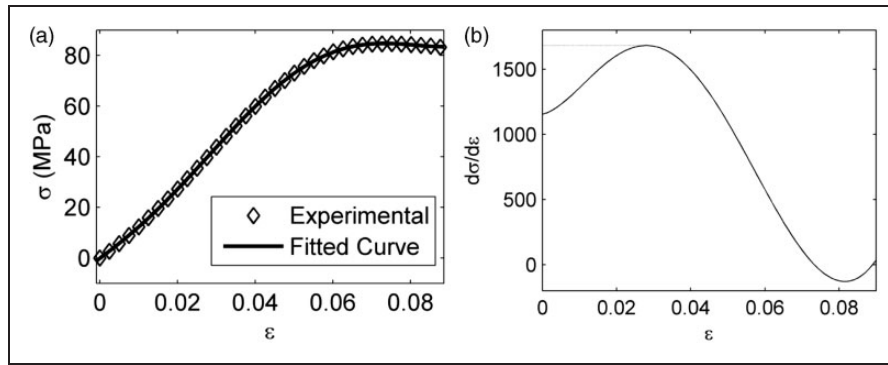 (a)
80
60
40
20
0
σ (MPa)
Experimental
Fitted Curve
0 0.02 0.04 0.06 0.08
ε
(b)
1500
1000
500
0
dσ/dε
0 0.02 0.04 0.06 0.08
ε